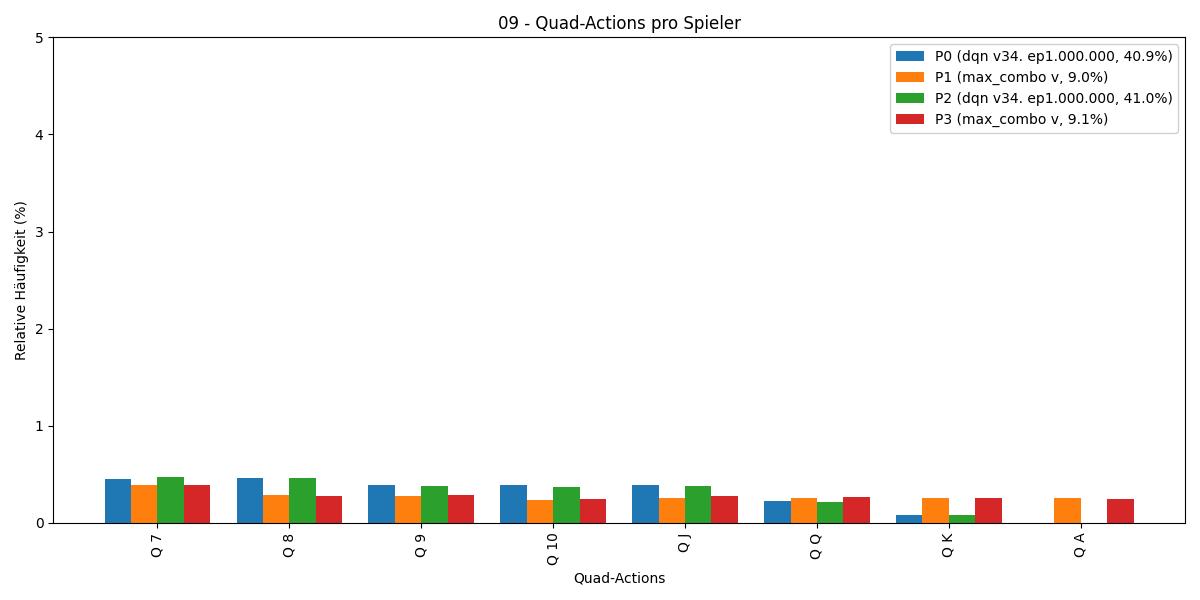 09 - Quad-Actions pro Spieler
P0 (dqn v34. ep1.000.000, 40.9%)
P1 (max_combo v, 9.0%)
P2 (dqn v34. ep1.000.000, 41.0%)
P3 (max_combo v, 9.1%)
Relative Häufigkeit (%)
5
4
3
2
1
0
Q 7
Q 8
Q 9
Q 10
Q J
Q Q
Q K
Q A
Quad-Actions